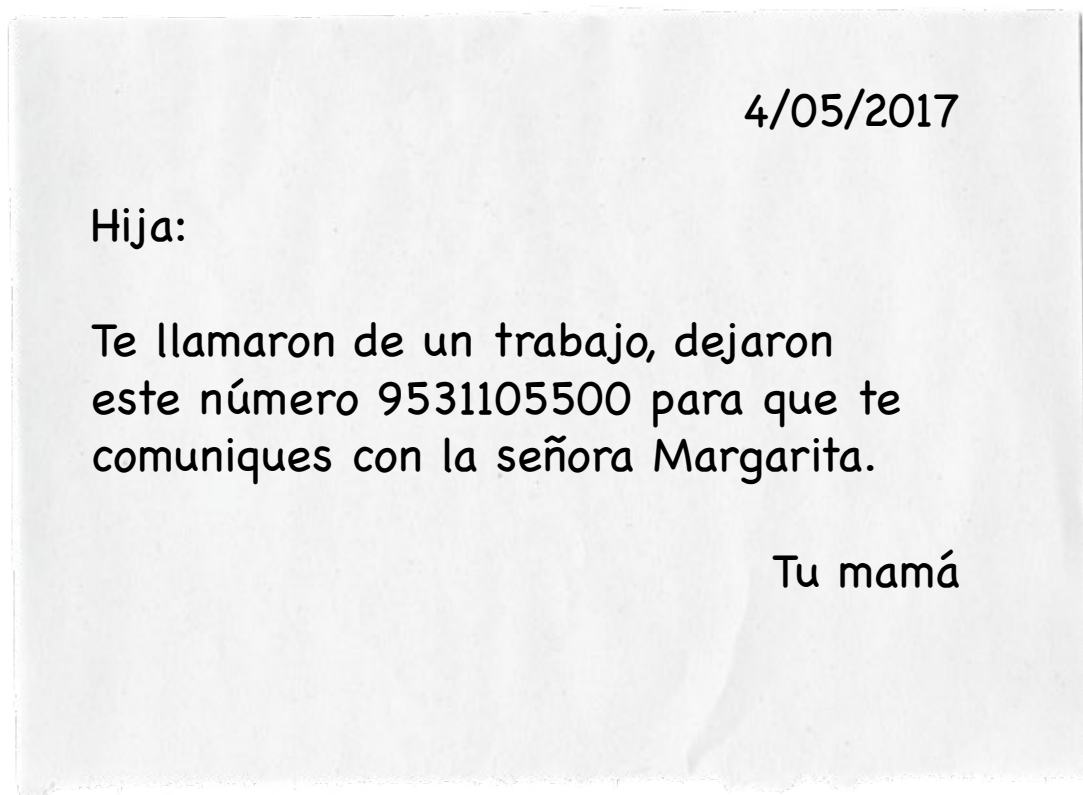 4/05/2017
Hija:
Te llamaron de un trabajo, dejaron
este número 9531105500 para que te
comuniques con la señora Margarita.
Tu mamá